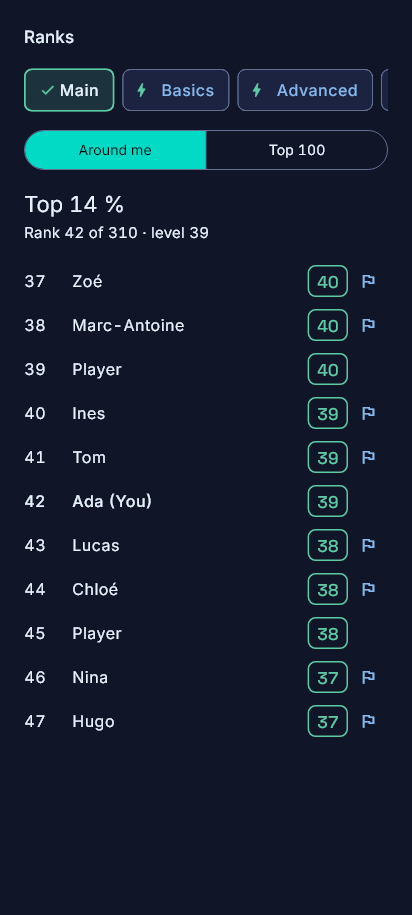 Ranks
Main
Basics
Advanced
Around me
Top 100
Top 14 %
Rank 42 of 310 · level 39
37 Zoé 40
38 Marc-Antoine 40
39 Player 40
40 Ines 39
41 Tom 39
42 Ada (You) 39
43 Lucas 38
44 Chloé 38
45 Player 38
46 Nina 37
47 Hugo 37